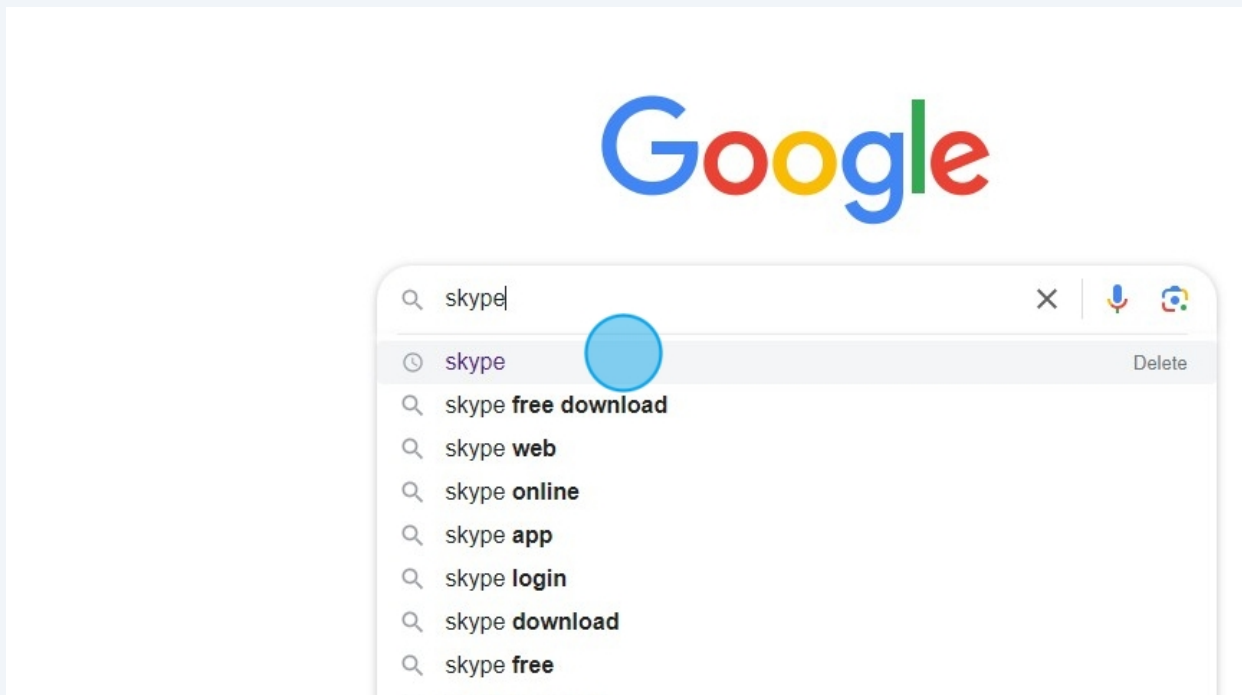 Google
skype
skype Delete
skype free download
skype web
skype online
skype app
skype login
skype download
skype free